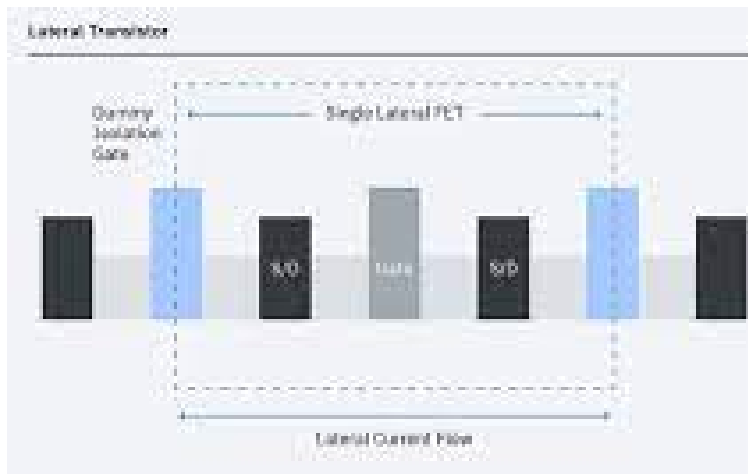 Lateral Transistor
Single Lateral FET
Dummy
Isolation
Gate
S/D
Gate
S/D
Lateral Current Flow